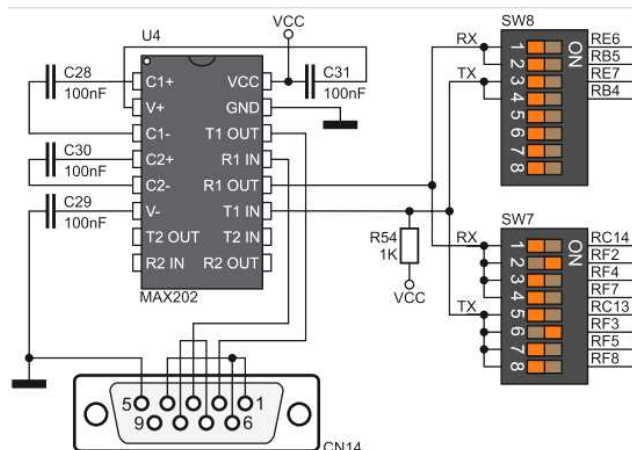 U4
VCC
C28
100nF
C1+
VCC
C31
100nF
V+
GND
C1-
T1 OUT
C30
100nF
C2+
R1 IN
C2-
R1 OUT
C29
100nF
V-
T1 IN
T2 OUT
T2 IN
R2 IN
R2 OUT
MAX202
R54
1K
VCC
SW8
RX
TX
ON
1
2
3
4
5
6
7
8
RE6
RB5
RE7
RB4
SW7
RX
TX
ON
1
2
3
4
5
6
7
8
RC14
RF2
RF4
RF7
RC13
RF3
RF5
RF8
5
1
9
6
CN14